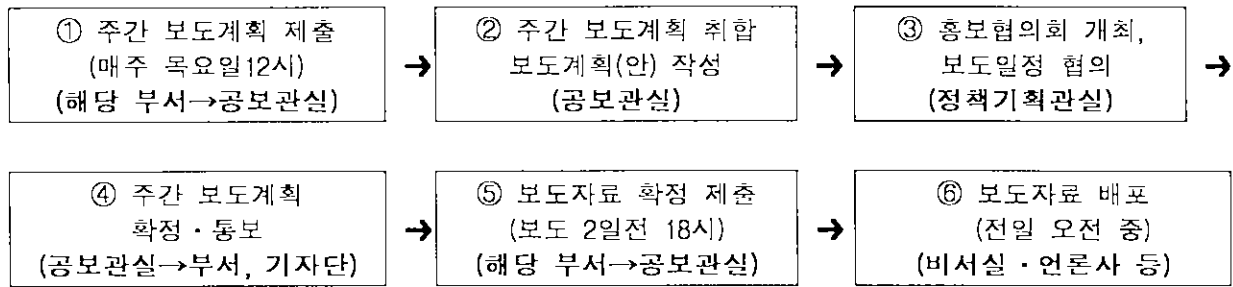 ① 주간 보도계획 제출
(매주 목요일12시)
(해당 부서→공보관실)
→
② 주간 보도계획 취합
보도계획(안) 작성
(공보관실)
→
③ 홍보협의회 개최,
보도일정 협의
(정책기획관실)
→
④ 주간 보도계획
확정・통보
(공보관실→부서, 기자단)
→
⑤ 보도자료 확정 제출
(보도 2일전 18시)
(해당 부서→공보관실)
→
⑥ 보도자료 배포
(전일 오전 중)
(비서실・언론사 등)